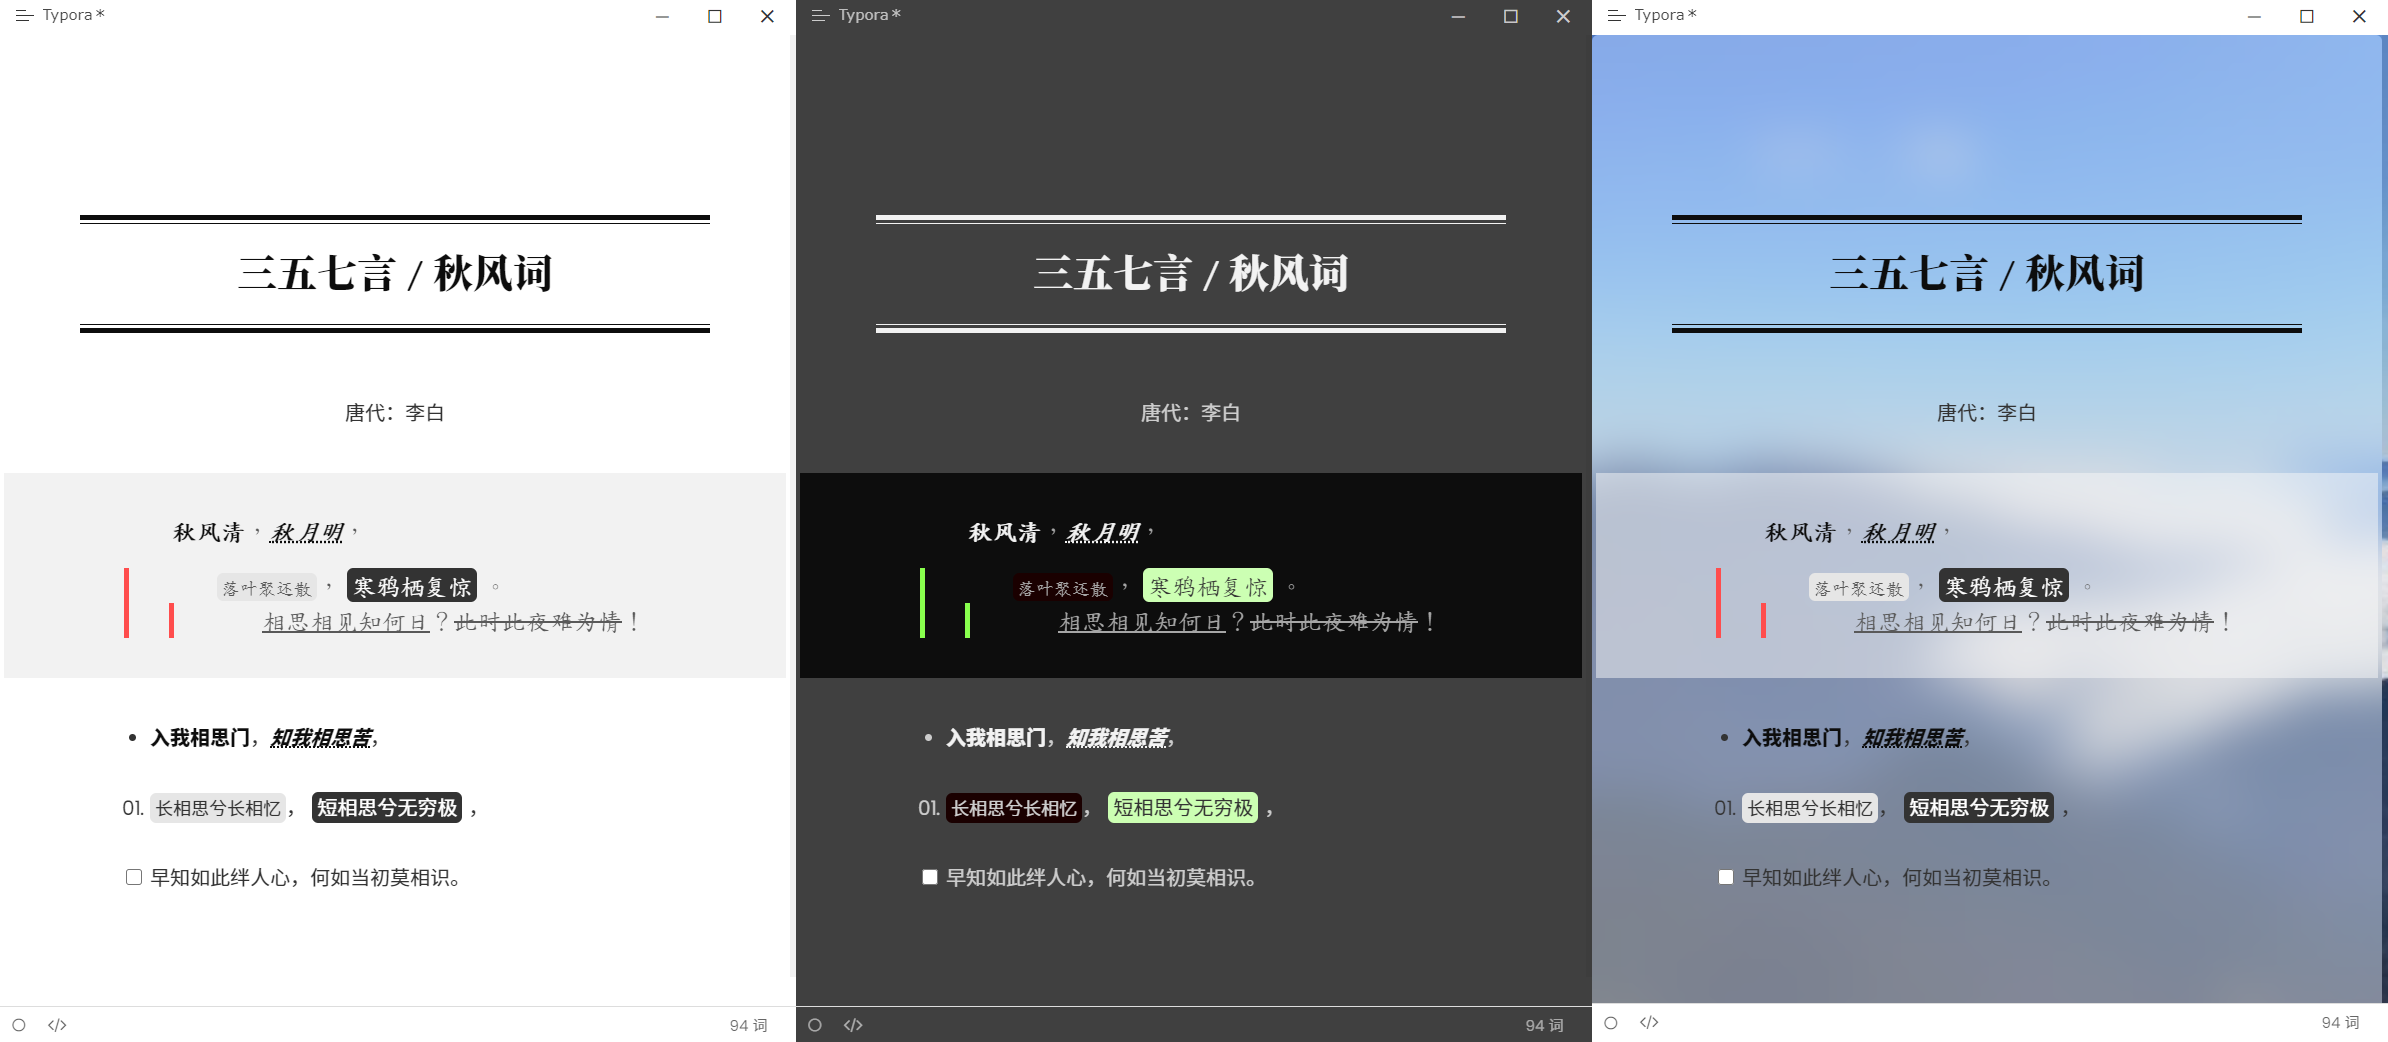 Typora*
三五七言 / 秋风词
唐代：李白
秋风清，秋月明，
落叶聚还散，寒鸦栖复惊。
相思相见知何日？此时此夜难为情！
• 入我相思门，知我相思苦，
01. 长相思兮长相忆，短相思兮无穷极，
早知如此绊人心，何如当初莫相识。
</> 94 词
Typora*
三五七言 / 秋风词
唐代：李白
秋风清，秋月明，
落叶聚还散，寒鸦栖复惊。
相思相见知何日？此时此夜难为情！
• 入我相思门，知我相思苦，
01. 长相思兮长相忆，短相思兮无穷极，
早知如此绊人心，何如当初莫相识。
</> 94 词
Typora*
三五七言 / 秋风词
唐代：李白
秋风清，秋月明，
落叶聚还散，寒鸦栖复惊。
相思相见知何日？此时此夜难为情！
• 入我相思门，知我相思苦，
01. 长相思兮长相忆，短相思兮无穷极，
早知如此绊人心，何如当初莫相识。
</> 94 词